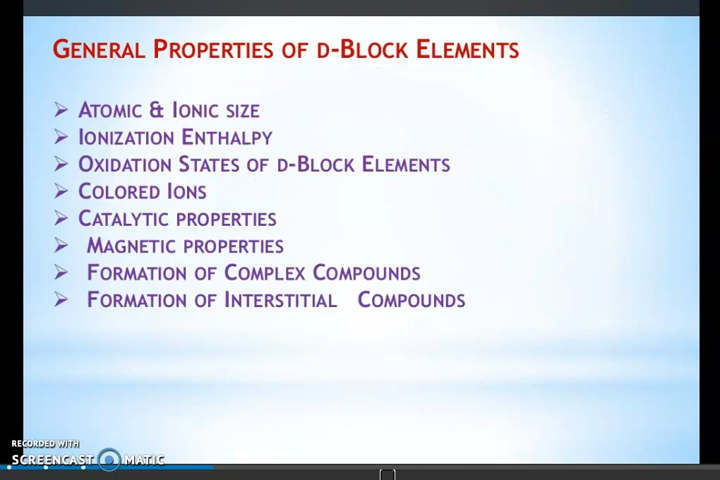 General Properties of d-Block Elements
➢ Atomic & Ionic size
➢ Ionization Enthalpy
➢ Oxidation States of d-Block Elements
➢ Colored Ions
➢ Catalytic properties
➢ Magnetic properties
➢ Formation of Complex Compounds
➢ Formation of Interstitial Compounds
RECORDED WITH
SCREENCAST MATIC